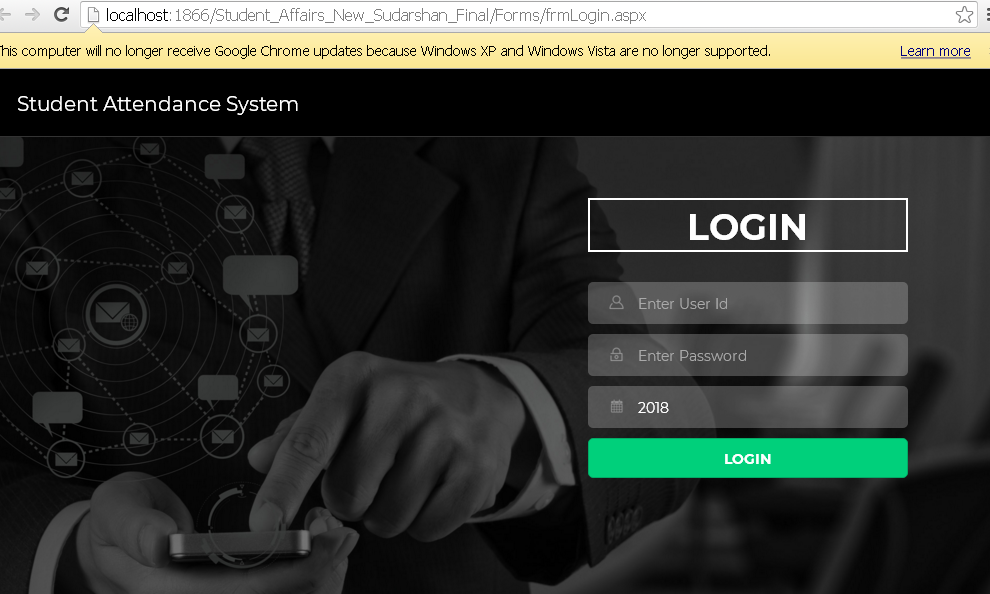 localhost:1866/Student_Affairs_New_Sudarshan_Final/Forms/frmLogin.aspx
This computer will no longer receive Google Chrome updates because Windows XP and Windows Vista are no longer supported. Learn more
Student Attendance System
LOGIN
Enter User Id
Enter Password
2018
LOGIN